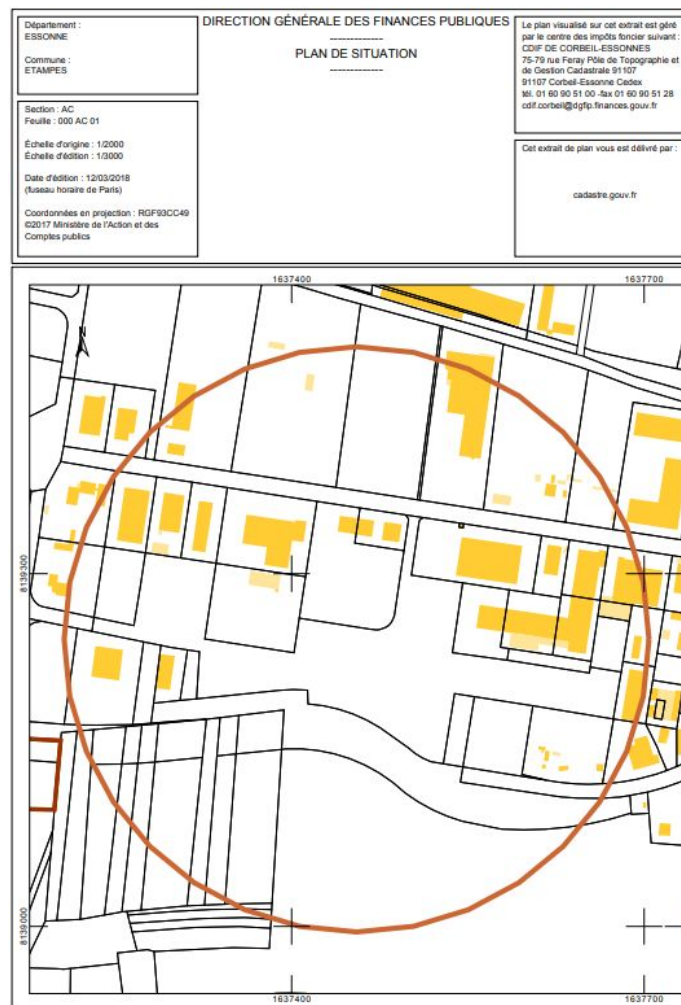 Département :
ESSONNE
Commune :
ETAMPES
Section : AC
Feuille : 000 AC 01
Échelle d'origine : 1/2000
Échelle d'édition : 1/3000
Date d'édition : 12/03/2018
(fuseau horaire de Paris)
Coordonnées en projection : RGF93CC49
©2017 Ministère de l'Action et des
Comptes publics
DIRECTION GÉNÉRALE DES FINANCES PUBLIQUES
-------------
PLAN DE SITUATION
-------------
Le plan visualisé sur cet extrait est géré
par le centre des impôts foncier suivant :
CDIF DE CORBEIL-ESSONNES
75-79 rue Feray Pôle de Topographie et
de Gestion Cadastrale 91107
91107 Corbeil-Essonne Cedex
tél. 01 60 90 51 00 -fax 01 60 90 51 28
cdif.corbeil@dgfip.finances.gouv.fr
Cet extrait de plan vous est délivré par :
cadastre.gouv.fr
1637400
1637700
N
8139300
8139000
1637400
1637700